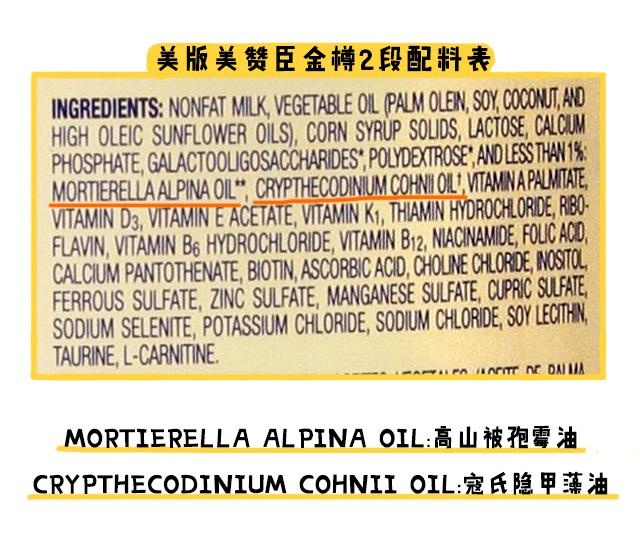 美版美赞臣金樽2段配料表
INGREDIENTS: NONFAT MILK, VEGETABLE OIL (PALM OLEIN, SOY, COCONUT, AND
HIGH OLEIC SUNFLOWER OILS), CORN SYRUP SOLIDS, LACTOSE, CALCIUM
PHOSPHATE, GALACTOOLIGOSACCHARIDES*, POLYDEXTROSE*, AND LESS THAN 1%:
MORTIERELLA ALPINA OIL**, CRYPTHECODINIUM COHNII OIL†, VITAMIN A PALMITATE,
VITAMIN D3, VITAMIN E ACETATE, VITAMIN K1, THIAMIN HYDROCHLORIDE, RIBO-
FLAVIN, VITAMIN B6 HYDROCHLORIDE, VITAMIN B12, NIACINAMIDE, FOLIC ACID,
CALCIUM PANTOTHENATE, BIOTIN, ASCORBIC ACID, CHOLINE CHLORIDE, INOSITOL,
FERROUS SULFATE, ZINC SULFATE, MANGANESE SULFATE, CUPRIC SULFATE,
SODIUM SELENITE, POTASSIUM CHLORIDE, SODIUM CHLORIDE, SOY LECITHIN,
TAURINE, L-CARNITINE.
VEGETALES (ACEITE DE PALMA
MORTIERELLA ALPINA OIL:高山被孢霉油
CRYPTHECODINIUM COHNII OIL:寇氏隐甲藻油